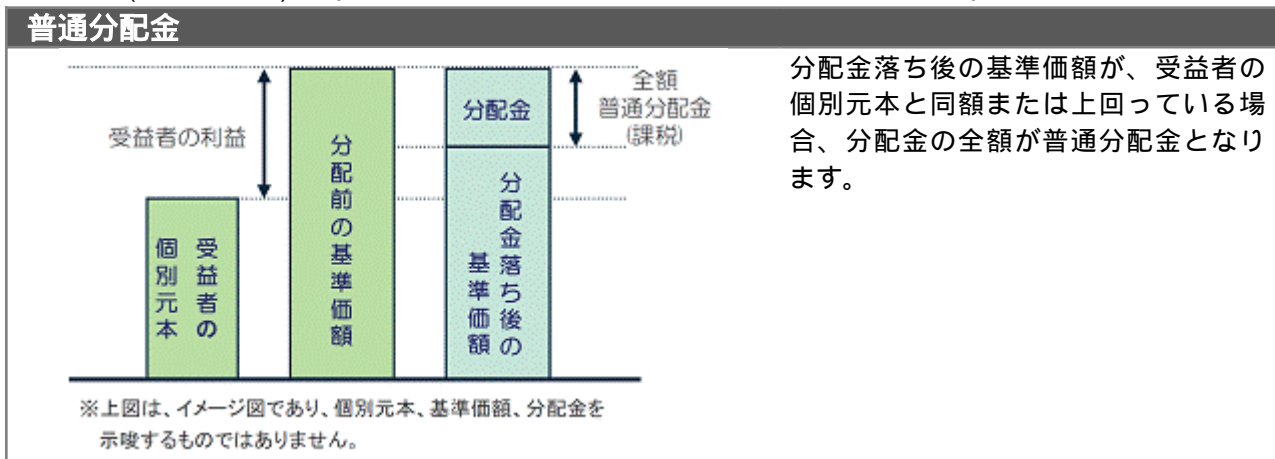 普通分配金
受益者の利益
受益者の
個別元本
分配前の基準価額
分配金
分配金落ち後の
基準価額
全額
普通分配金
(課税)
※上図は、イメージ図であり、個別元本、基準価額、分配金を
示唆するものではありません。
分配金落ち後の基準価額が、受益者の
個別元本と同額または上回っている場
合、分配金の全額が普通分配金となり
ます。